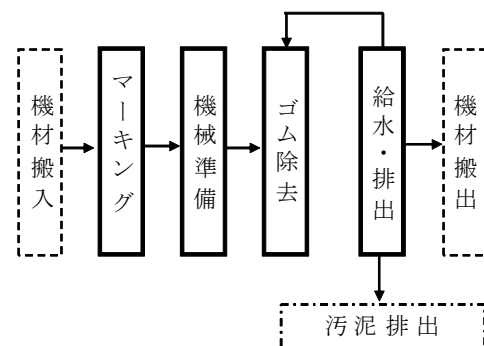 機材搬入
マーキング
機械準備
ゴム除去
給水・排出
機材搬出
汚泥排出